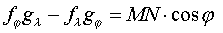 f_φ g_λ − f_λ g_φ = MN · cos φ